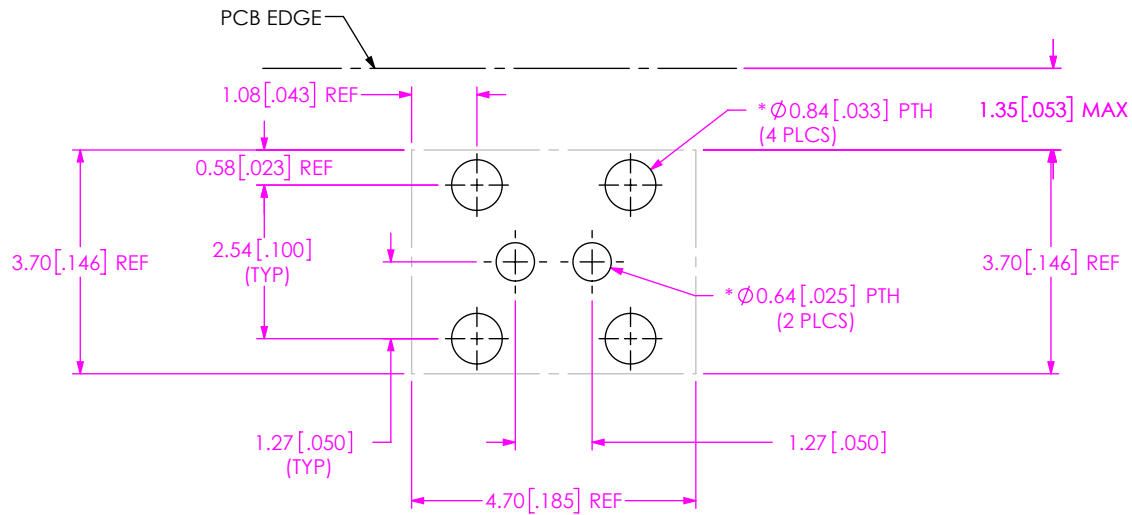 PCB EDGE
1.08[.043] REF
*Ø0.84[.033] PTH
(4 PLCS)
1.35[.053] MAX
0.58[.023] REF
2.54[.100]
(TYP)
3.70[.146] REF
3.70[.146] REF
*Ø0.64[.025] PTH
(2 PLCS)
1.27[.050]
(TYP)
1.27[.050]
4.70[.185] REF